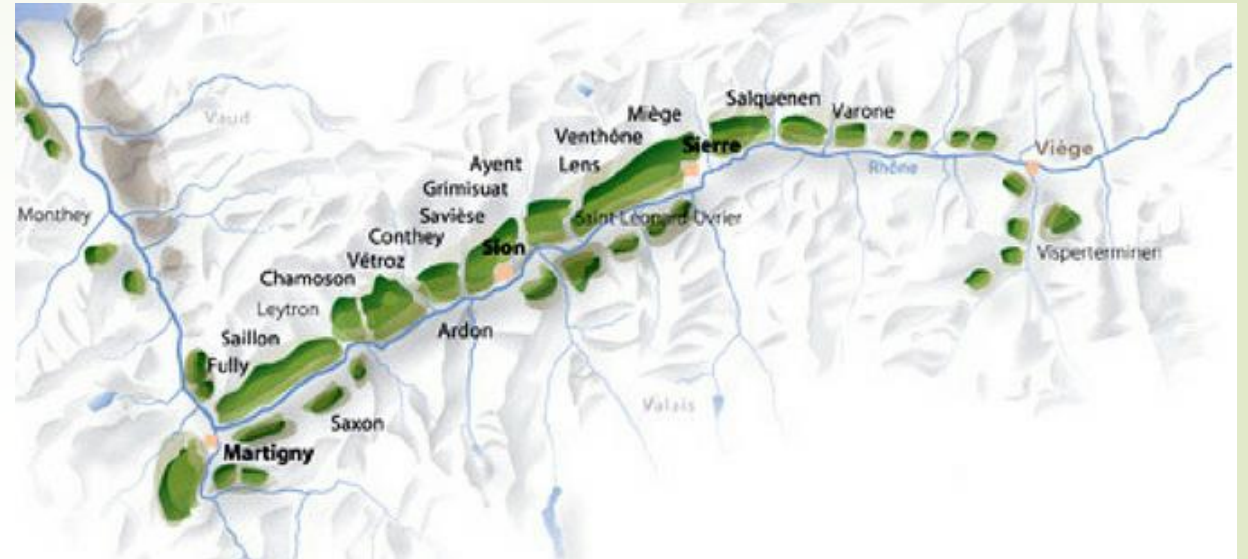 Vaud
Salquenen
Miège
Varone
Venthône
Sierre
Viège
Ayent
Lens
Rhône
Grimisuat
Monthey
Savièse
Saint Léonard Uvrier
Conthey
Sion
Vétroz
Visperterminen
Chamoson
Leytron
Ardon
Saillon
Fully
Valais
Saxon
Martigny